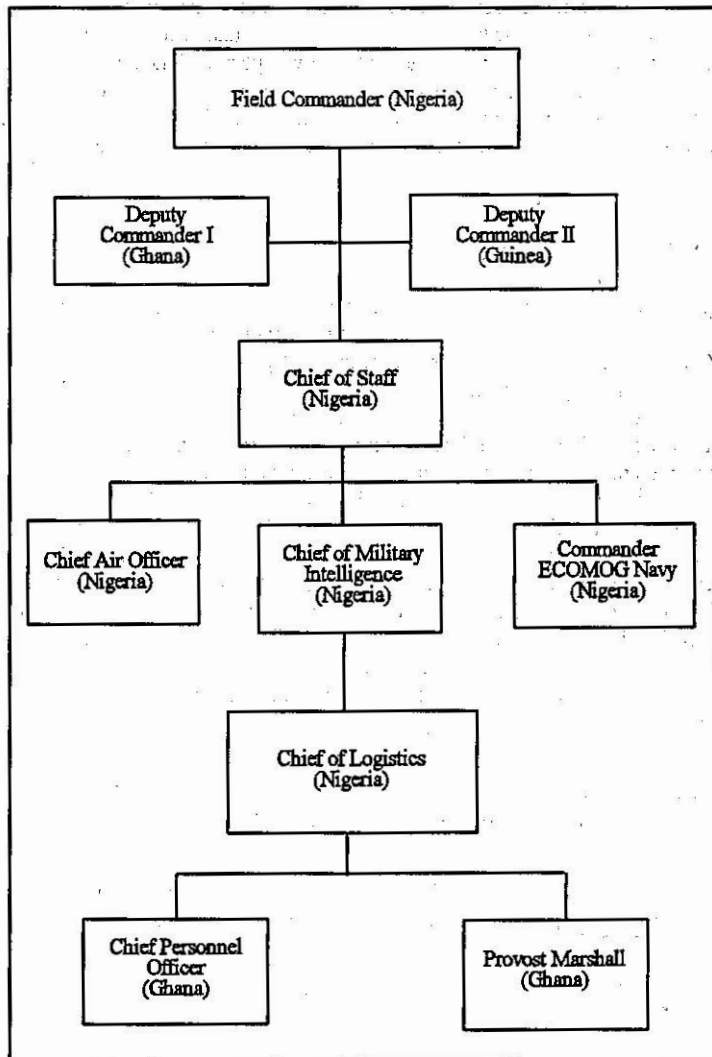 Field Commander (Nigeria)
Deputy
Commander I
(Ghana)
Deputy
Commander II
(Guinea)
Chief of Staff
(Nigeria)
Chief Air Officer
(Nigeria)
Chief of Military
Intelligence
(Nigeria)
Commander
ECOMOG Navy
(Nigeria)
Chief of Logistics
(Nigeria)
Chief Personnel
Officer
(Ghana)
Provost Marshall
(Ghana)